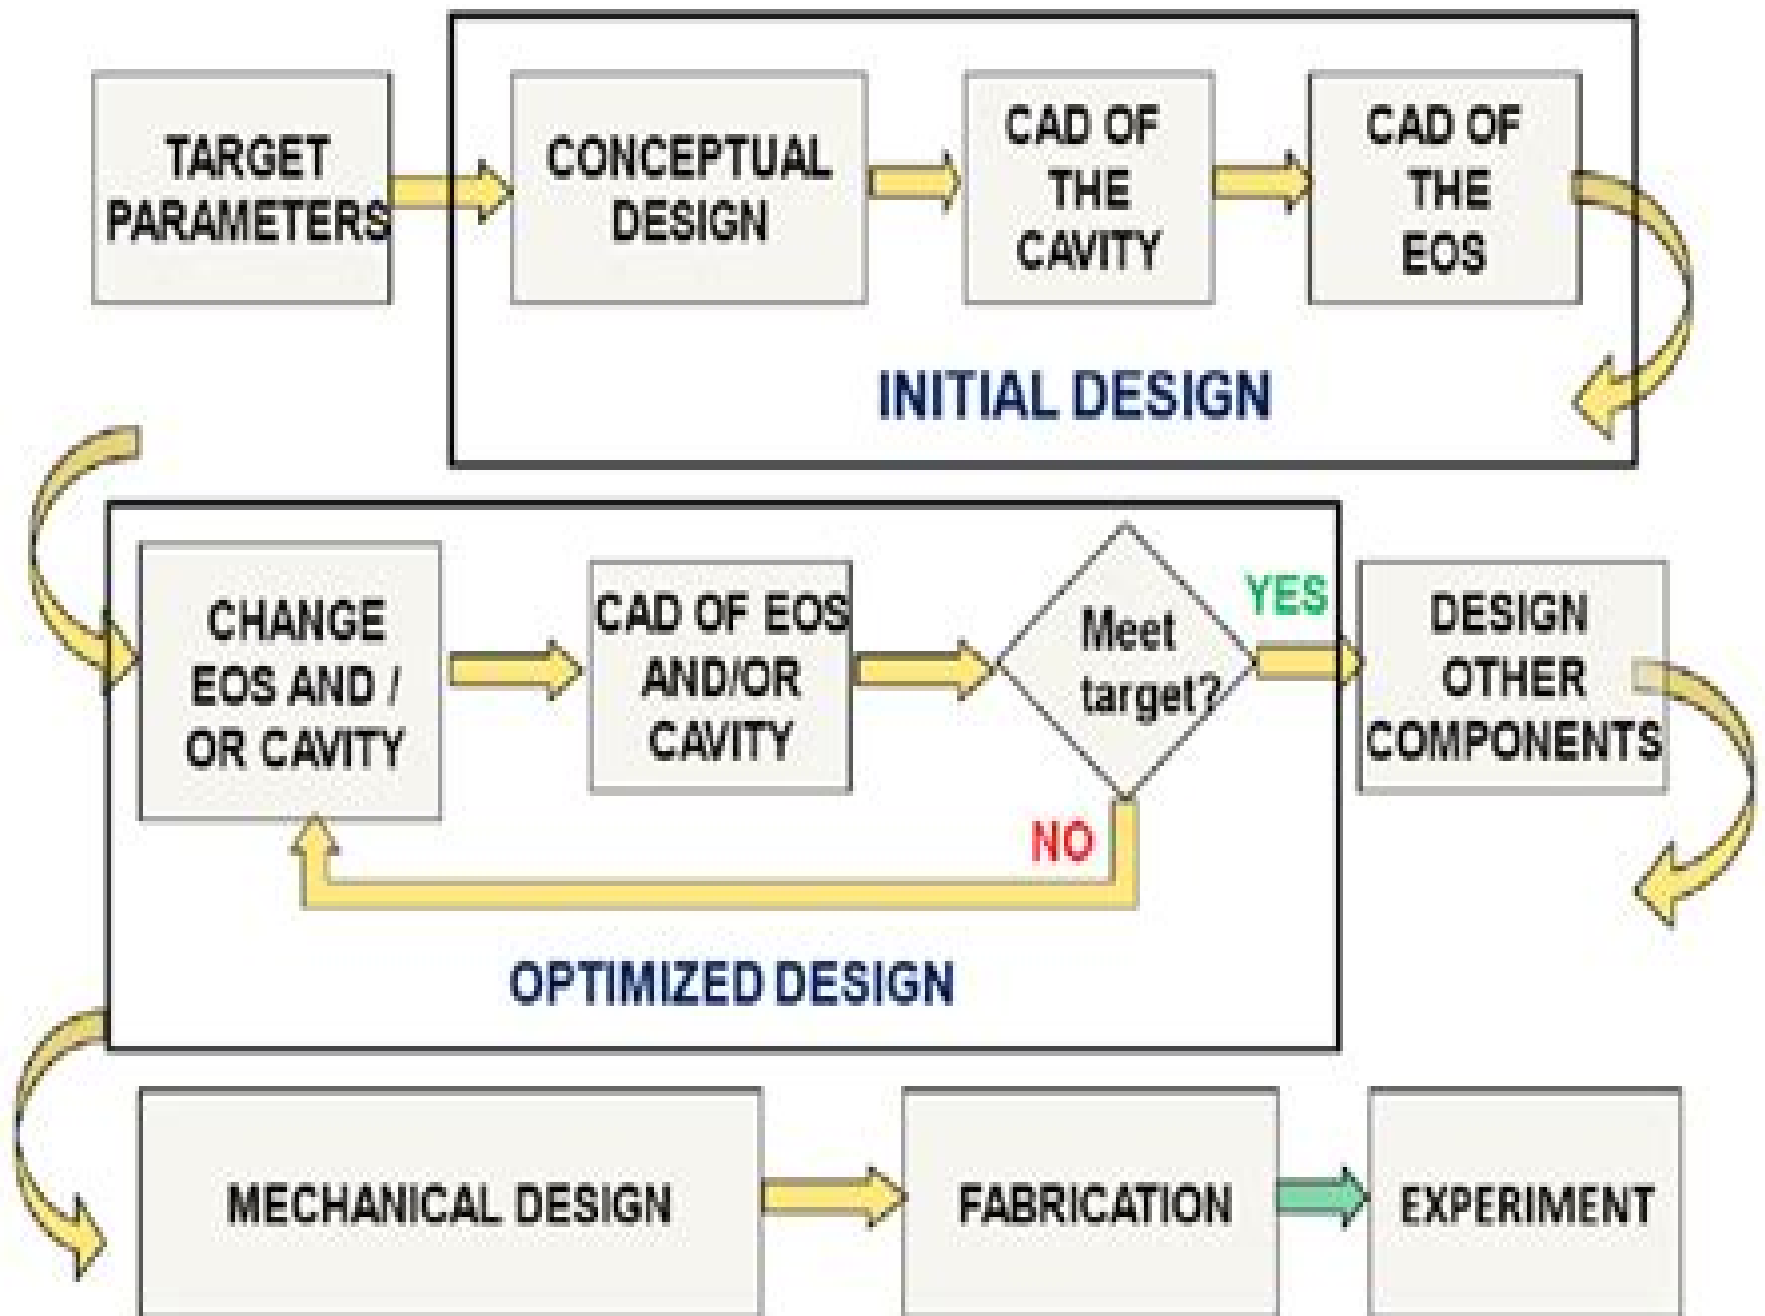 TARGET
PARAMETERS
CONCEPTUAL
DESIGN
CAD OF
THE
CAVITY
CAD OF
THE
EOS
INITIAL DESIGN
CHANGE
EOS AND /
OR CAVITY
CAD OF EOS
AND/OR
CAVITY
Meet
target?
YES
NO
DESIGN
OTHER
COMPONENTS
OPTIMIZED DESIGN
MECHANICAL DESIGN
FABRICATION
EXPERIMENT